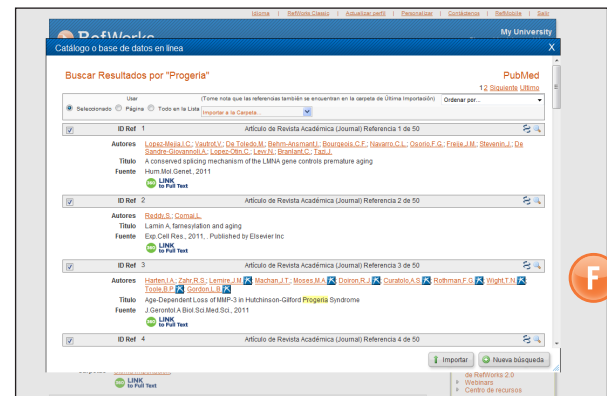 Idioma | RefWorks Classic | Actualizar perfil | Personalizar | Contáctenos | RefMobile | Salir
RefWorks
My University
Catálogo o base de datos en línea X
Buscar Resultados por "Progeria" PubMed
1 2 Siguiente Ultimo
User (Tome nota que las referencias también se encuentran en la carpeta de Última Importación) Ordenar por...
Seleccionado Página Todo en la Lista Importar a la Carpeta...
ID Ref 1 Artículo de Revista Académica (Journal) Referencia 1 de 50
Autores Lopez-Mejia,I.C.; Vautrot,V.; De Toledo,M.; Behm-Ansmant,I.; Bourgeois,C.F.; Navarro,C.L.; Osorio,F.G.; Freije,J.M.; Stevenin,J.; De
Sandre-Giovannoli,A.; Lopez-Otin,C.; Levy,N.; Branlant,C.; Tazi,J.
Título A conserved splicing mechanism of the LMNA gene controls premature aging
Fuente Hum.Mol.Genet., 2011
360 LINK
to Full Text
ID Ref 2 Artículo de Revista Académica (Journal) Referencia 2 de 50
Autores Reddy,S.; Comai,L.
Título Lamin A, farnesylation and aging
Fuente Exp.Cell Res., 2011, , Published by Elsevier Inc
360 LINK
to Full Text
ID Ref 3 Artículo de Revista Académica (Journal) Referencia 3 de 50
Autores Harten,I.A.; Zahr,R.S.; Lemire,J.M. Machan,J.T.; Moses,M.A. Doiron,R.J. Curatolo,A.S. Rothman,F.G. Wight,T.N.
Toole,B.P. Gordon,L.B.
Título Age-Dependent Loss of MMP-3 in Hutchinson-Gilford Progeria Syndrome
Fuente J.Gerontol.A Biol.Sci.Med.Sci., 2011
360 LINK
to Full Text
ID Ref 4 Artículo de Revista Académica (Journal) Referencia 4 de 50
Importar Nueva búsqueda
de RefWorks 2.0
360 LINK
to Full Text
Webinars
Centro de recursos
F